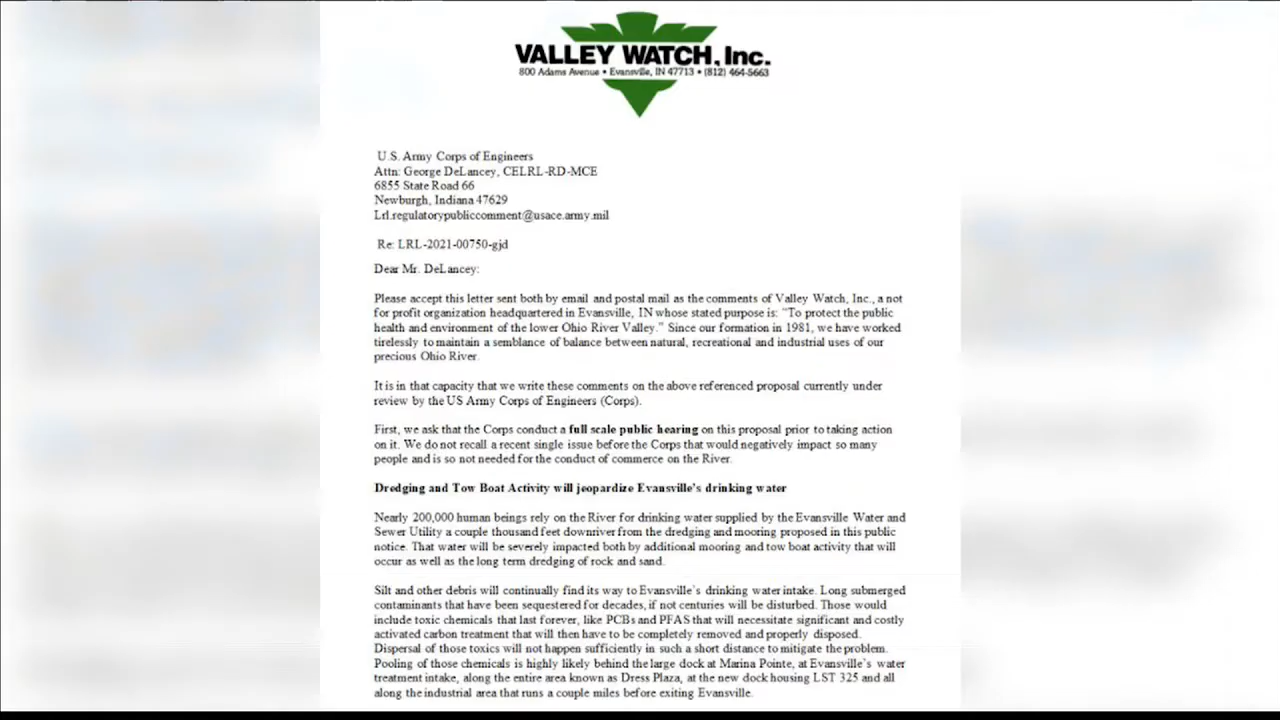 VALLEY WATCH, Inc.
800 Adams Avenue • Evansville, IN 47713 • (812) 464-5663
U.S. Army Corps of Engineers
Attn: George DeLancey, CELRL-RD-MCE
6855 State Road 66
Newburgh, Indiana 47629
Lrl.regulatorypubliccomment@usace.army.mil
Re: LRL-2021-00750-gjd
Dear Mr. DeLancey:
Please accept this letter sent both by email and postal mail as the comments of Valley Watch, Inc., a not
for profit organization headquartered in Evansville, IN whose stated purpose is: “To protect the public
health and environment of the lower Ohio River Valley.” Since our formation in 1981, we have worked
tirelessly to maintain a semblance of balance between natural, recreational and industrial uses of our
precious Ohio River.
It is in that capacity that we write these comments on the above referenced proposal currently under
review by the US Army Corps of Engineers (Corps).
First, we ask that the Corps conduct a full scale public hearing on this proposal prior to taking action
on it. We do not recall a recent single issue before the Corps that would negatively impact so many
people and is so not needed for the conduct of commerce on the River.
Dredging and Tow Boat Activity will jeopardize Evansville’s drinking water
Nearly 200,000 human beings rely on the River for drinking water supplied by the Evansville Water and
Sewer Utility a couple thousand feet downriver from the dredging and mooring proposed in this public
notice. That water will be severely impacted both by additional mooring and tow boat activity that will
occur as well as the long term dredging of rock and sand.
Silt and other debris will continually find its way to Evansville’s drinking water intake. Long submerged
contaminants that have been sequestered for decades, if not centuries will be disturbed. Those would
include toxic chemicals that last forever, like PCBs and PFAS that will necessitate significant and costly
activated carbon treatment that will then have to be completely removed and properly disposed.
Dispersal of those toxics will not happen sufficiently in such a short distance to mitigate the problem.
Pooling of those chemicals is highly likely behind the large dock at Marina Pointe, at Evansville’s water
treatment intake, along the entire area known as Dress Plaza, at the new dock housing LST 325 and all
along the industrial area that runs a couple miles before exiting Evansville.